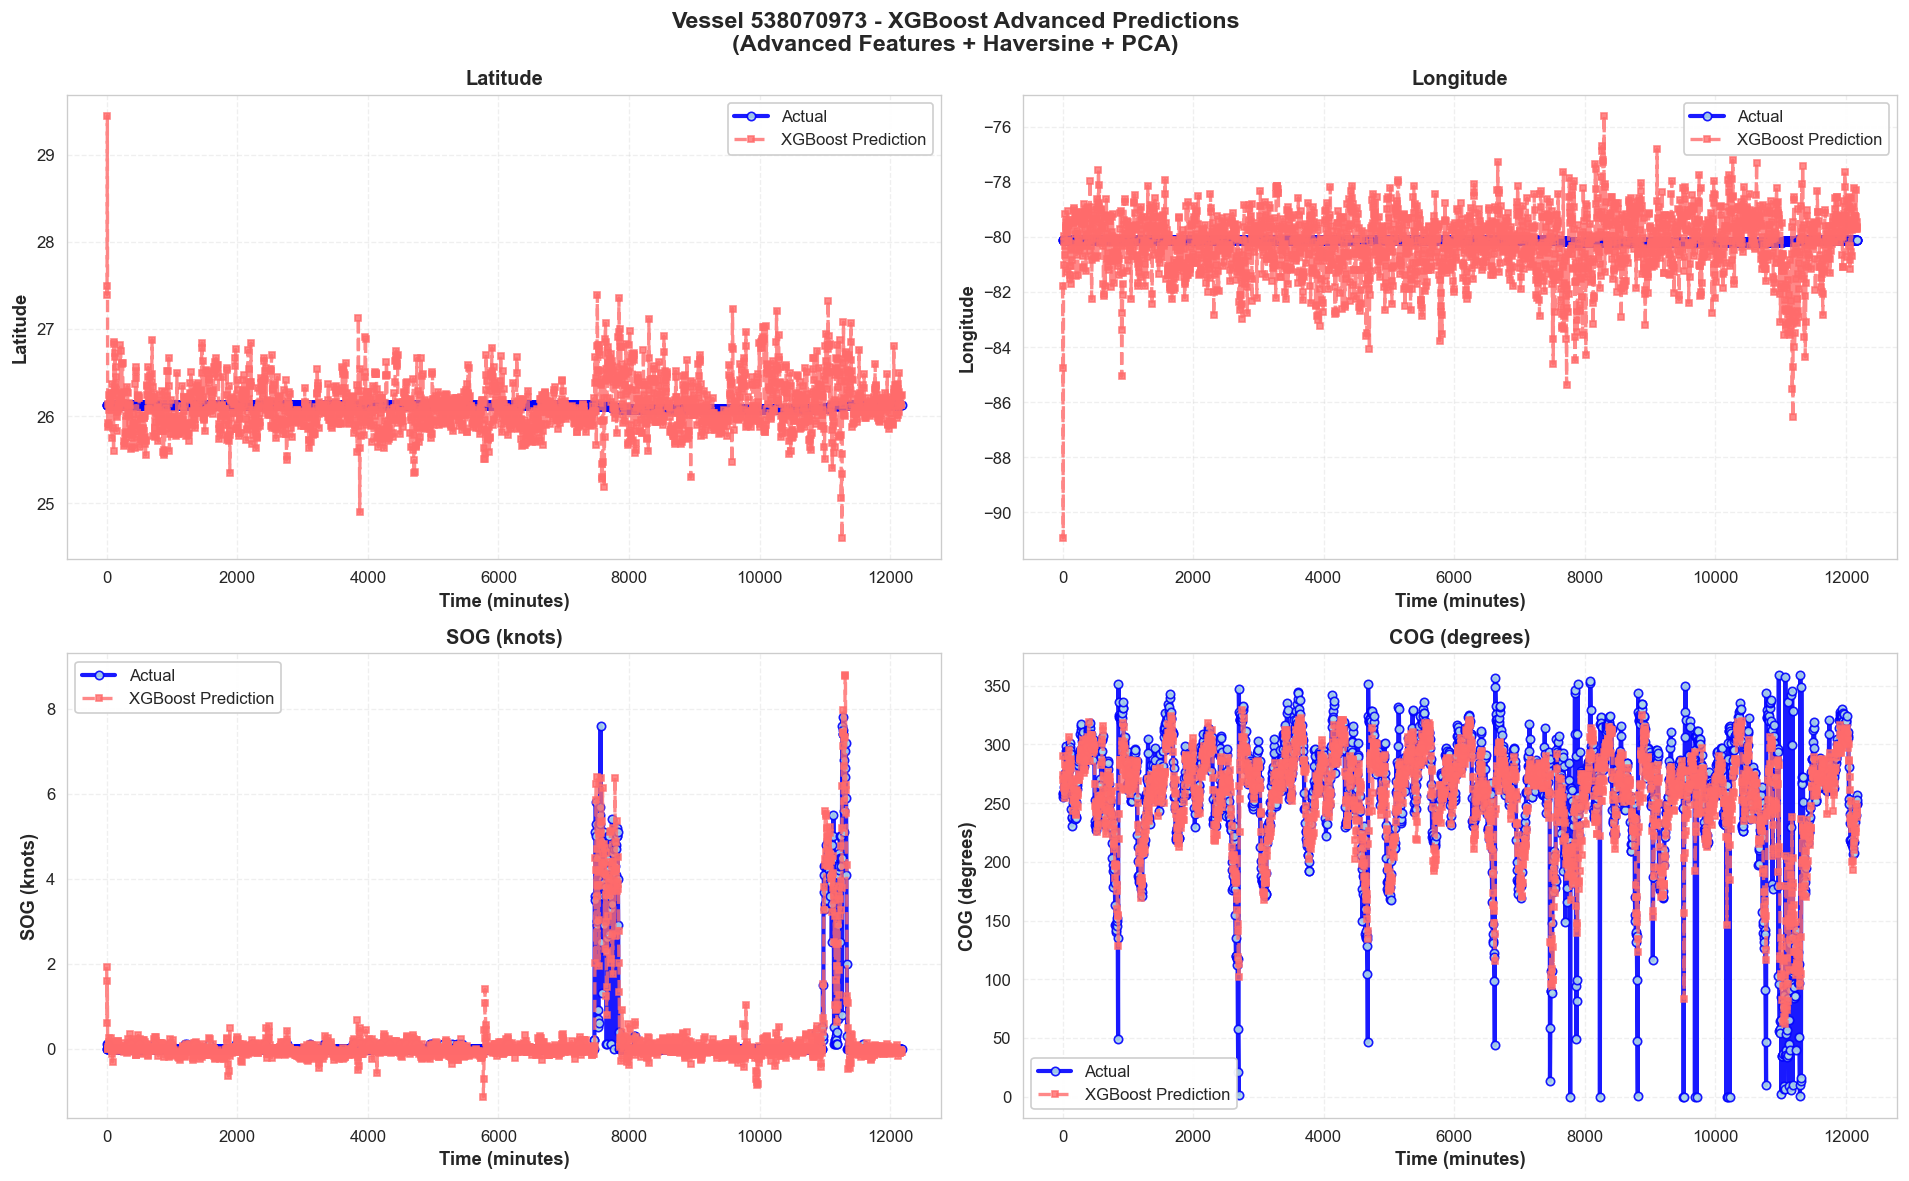 Vessel 538070973 - XGBoost Advanced Predictions
(Advanced Features + Haversine + PCA)
Latitude
Actual
XGBoost Prediction
Latitude
29
28
27
26
25
0 2000 4000 6000 8000 10000 12000
Time (minutes)
Longitude
Actual
XGBoost Prediction
Longitude
−76
−78
−80
−82
−84
−86
−88
−90
0 2000 4000 6000 8000 10000 12000
Time (minutes)
SOG (knots)
Actual
XGBoost Prediction
SOG (knots)
8
6
4
2
0
0 2000 4000 6000 8000 10000 12000
Time (minutes)
COG (degrees)
COG (degrees)
350
300
250
200
150
100
50
0
Actual
XGBoost Prediction
0 2000 4000 6000 8000 10000 12000
Time (minutes)